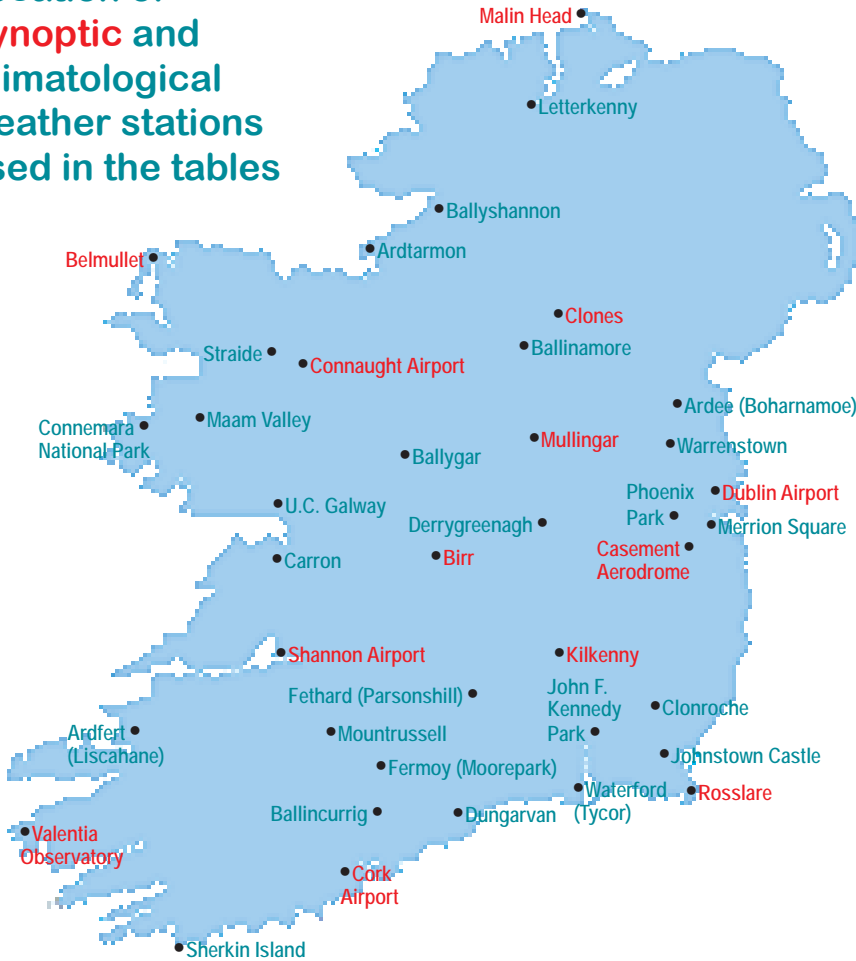 ocation of
ynoptic and
imatological
eather stations
sed in the tables
Malin Head
Letterkenny
Ballyshannon
Ardtarmon
Belmullet
Clones
Ballinamore
Straide
Connaught Airport
Ardee (Boharnamoe)
Maam Valley
Connemara
National Park
Mullingar
Warrenstown
Ballygar
Dublin Airport
Phoenix
Park
U.C. Galway
Derrygreenagh
Merrion Square
Casement
Aerodrome
Birr
Carron
Shannon Airport
Kilkenny
Fethard (Parsonshill)
John F.
Kennedy
Park
Clonroche
Ardfert
(Liscahane)
Mountrussell
Johnstown Castle
Fermoy (Moorepark)
Waterford
(Tycor)
Rosslare
Ballincurrig
Dungarvan
Valentia
Observatory
Cork
Airport
Sherkin Island